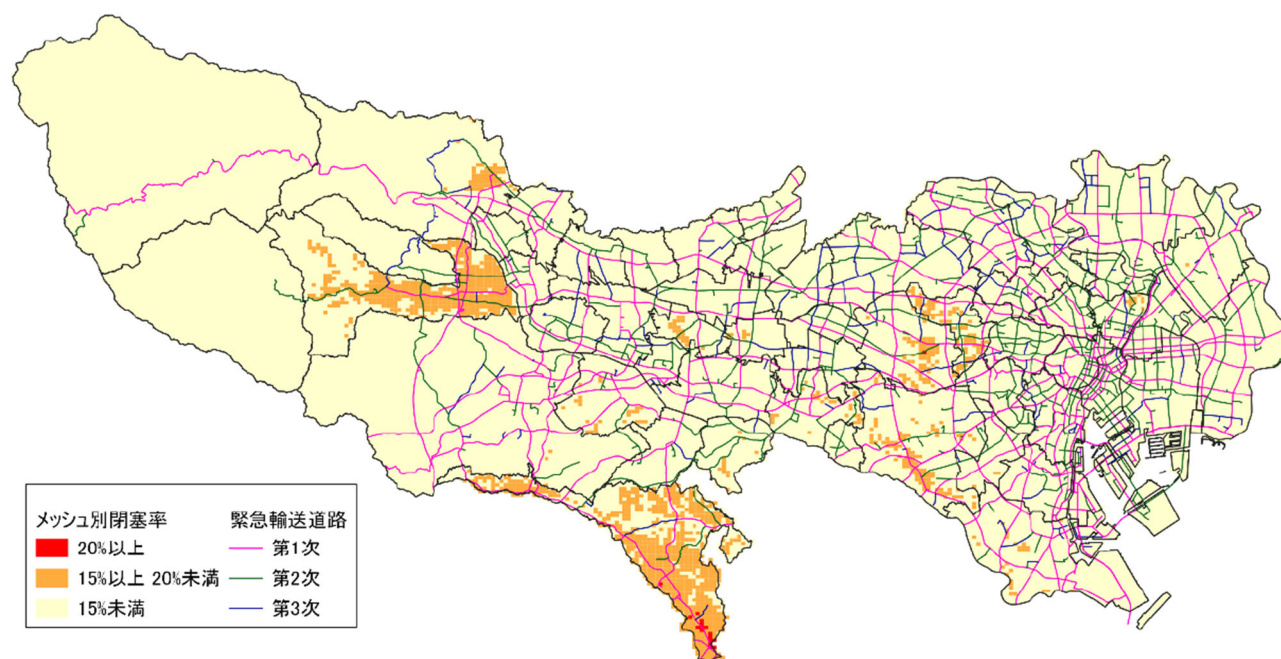 メッシュ別閉塞率
20%以上
15%以上 20%未満
15%未満
緊急輸送道路
第1次
第2次
第3次